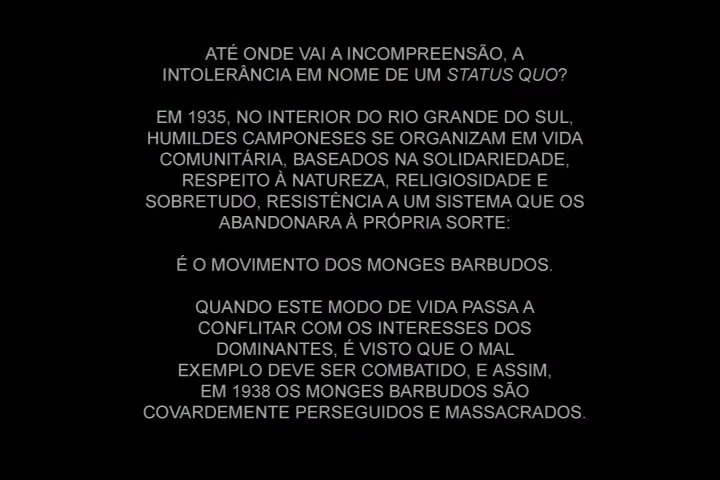 ATÉ ONDE VAI A INCOMPREENSÃO, A
INTOLERÂNCIA EM NOME DE UM STATUS QUO?
EM 1935, NO INTERIOR DO RIO GRANDE DO SUL,
HUMILDES CAMPONESES SE ORGANIZAM EM VIDA
COMUNITÁRIA, BASEADOS NA SOLIDARIEDADE,
RESPEITO À NATUREZA, RELIGIOSIDADE E
SOBRETUDO, RESISTÊNCIA A UM SISTEMA QUE OS
ABANDONARA À PRÓPRIA SORTE:
É O MOVIMENTO DOS MONGES BARBUDOS.
QUANDO ESTE MODO DE VIDA PASSA A
CONFLITAR COM OS INTERESSES DOS
DOMINANTES, É VISTO QUE O MAL
EXEMPLO DEVE SER COMBATIDO, E ASSIM,
EM 1938 OS MONGES BARBUDOS SÃO
COVARDEMENTE PERSEGUIDOS E MASSACRADOS.